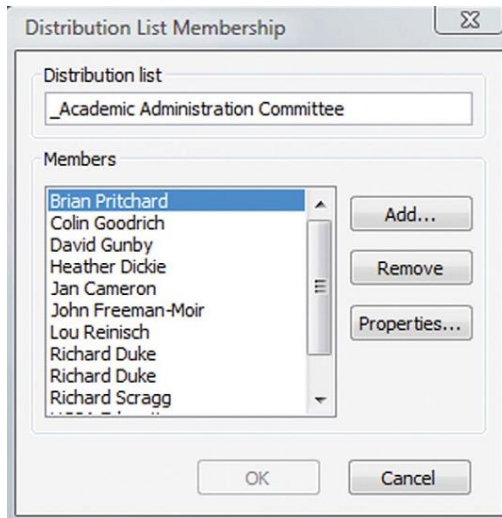 Distribution List Membership
Distribution list
_Academic Administration Committee
Members
Brian Pritchard
Colin Goodrich
David Gunby
Heather Dickie
Jan Cameron
John Freeman-Moir
Lou Reinisch
Richard Duke
Richard Duke
Richard Scragg
Add...
Remove
Properties...
OK
Cancel